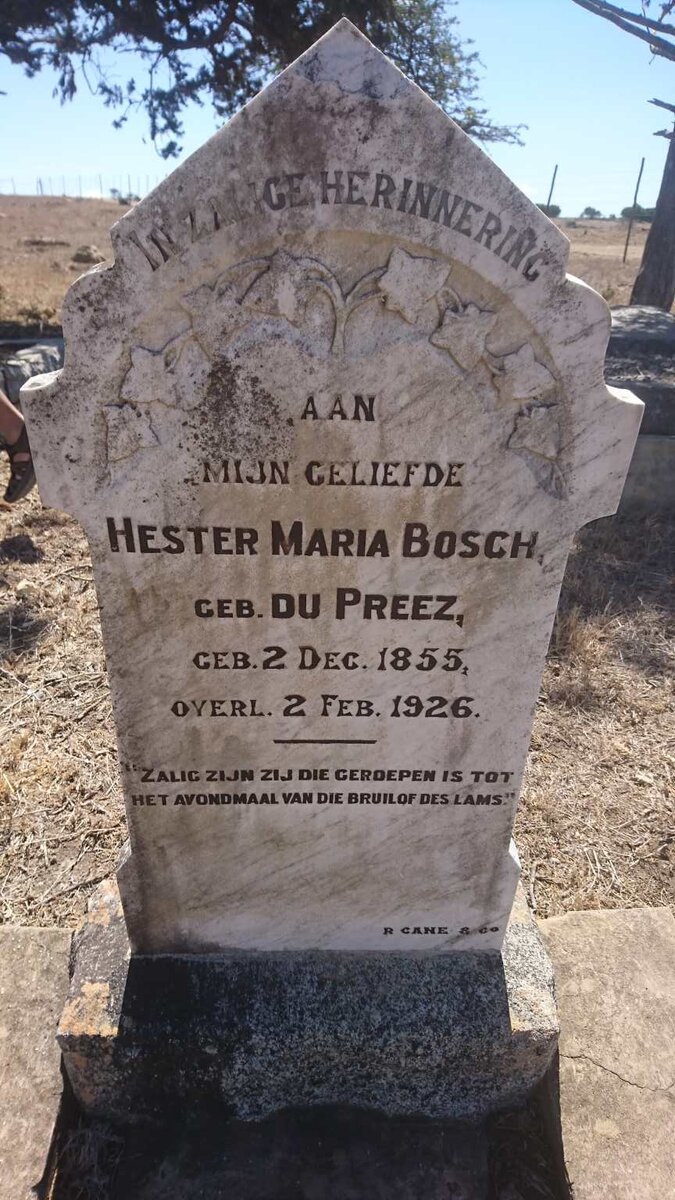 IN ZALIGE HERINNERING
AAN
MIJN GELIEFDE
HESTER MARIA BOSCH,
GEB. DU PREEZ,
GEB. 2 DEC. 1855,
OVERL. 2 FEB. 1926.
"ZALIG ZIJN ZIJ DIE GEROEPEN IS TOT
HET AVONDMAAL VAN DIE BRUILOF DES LAMS."
R CANE & CO